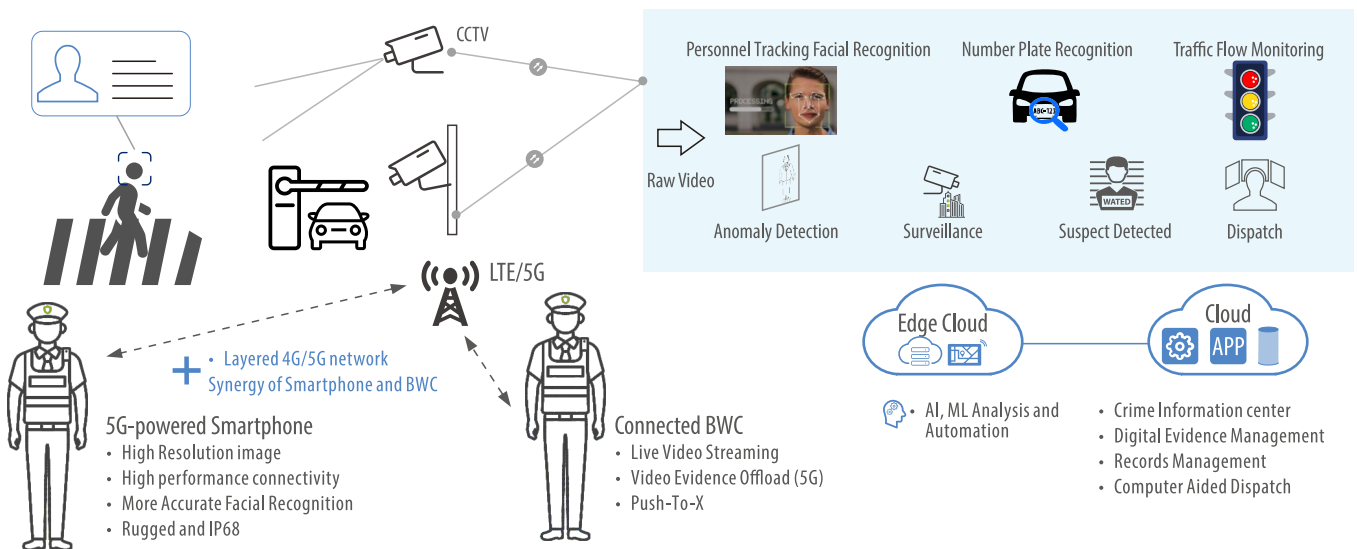 CCTV
Personnel Tracking Facial Recognition
Number Plate Recognition
Traffic Flow Monitoring
PROCESSING
ABC-123
Raw Video
WATED
Anomaly Detection
Surveillance
Suspect Detected
Dispatch
LTE/5G
• Layered 4G/5G network
Synergy of Smartphone and BWC
5G-powered Smartphone
• High Resolution image
• High performance connectivity
• More Accurate Facial Recognition
• Rugged and IP68
Connected BWC
• Live Video Streaming
• Video Evidence Offload (5G)
• Push-To-X
Edge Cloud
• AI, ML Analysis and
Automation
Cloud
APP
• Crime Information center
• Digital Evidence Management
• Records Management
• Computer Aided Dispatch